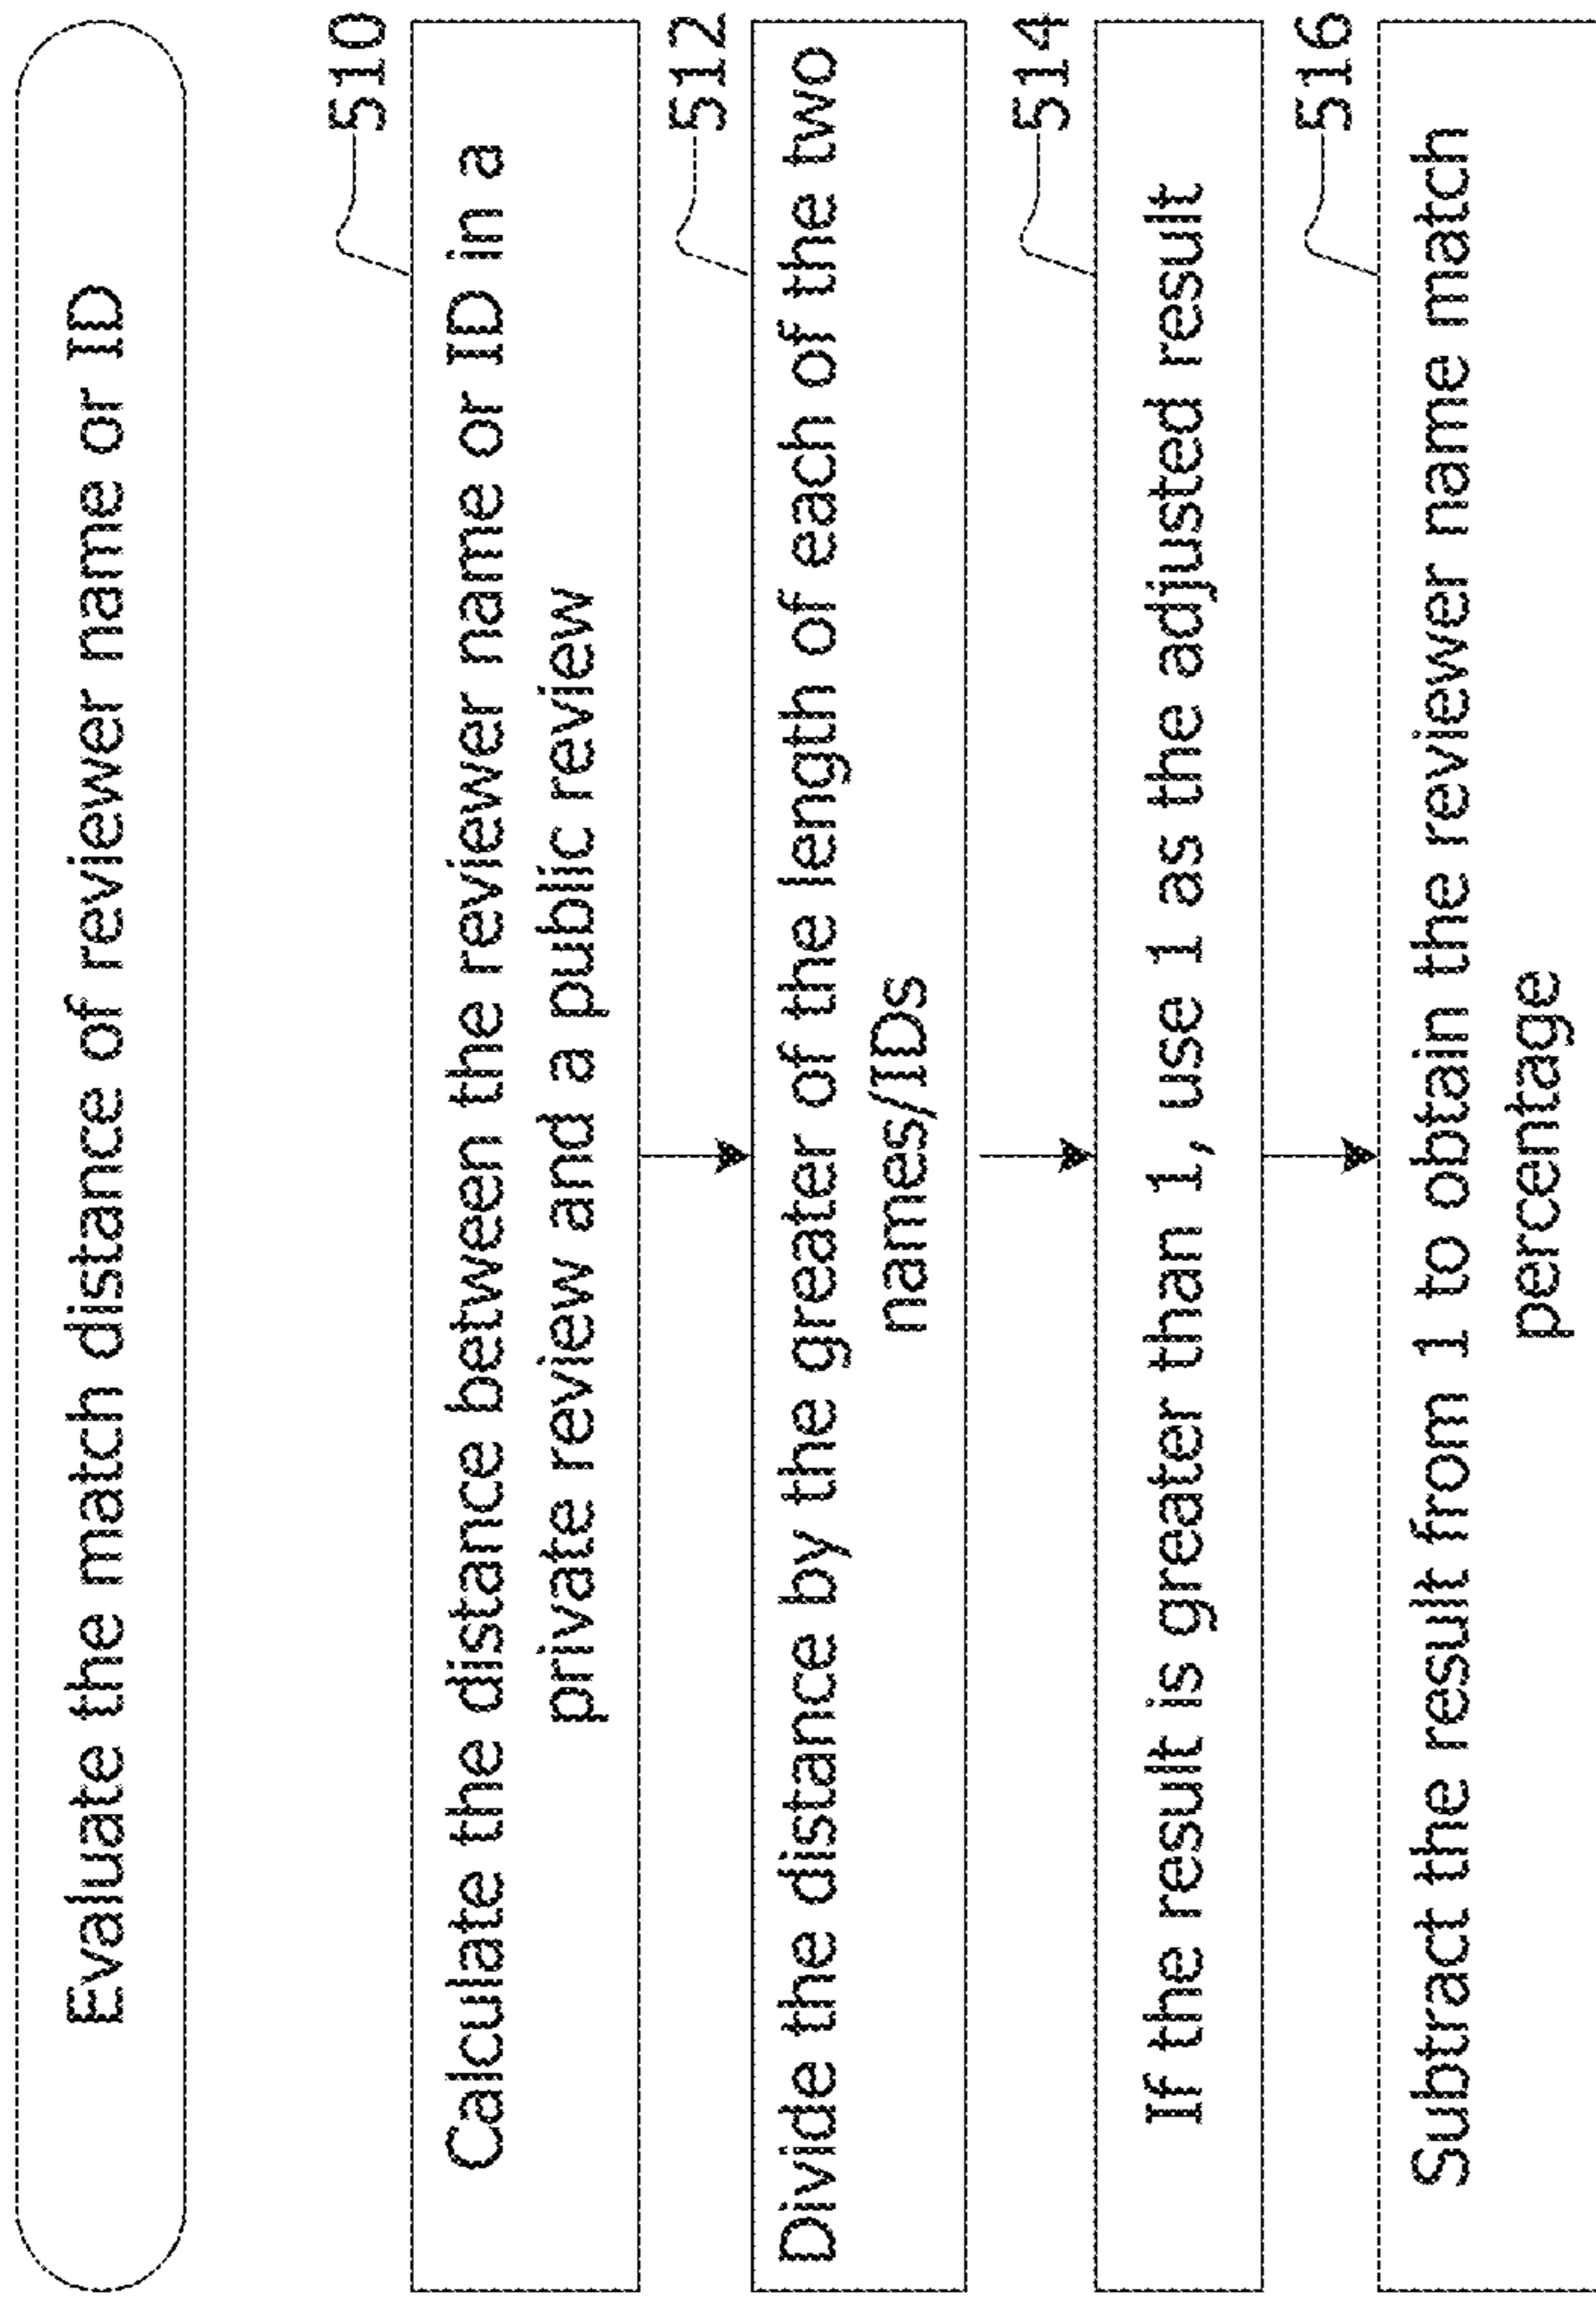 Evaluate the match distance of reviewer name or ID
510
Calculate the distance between the reviewer name or ID in a
private review and a public review
512
Divide the distance by the greater of the length of each of the two
names/IDs
514
If the result is greater than 1, use 1 as the adjusted result
516
Subtract the result from 1 to obtain the reviewer name match
percentage